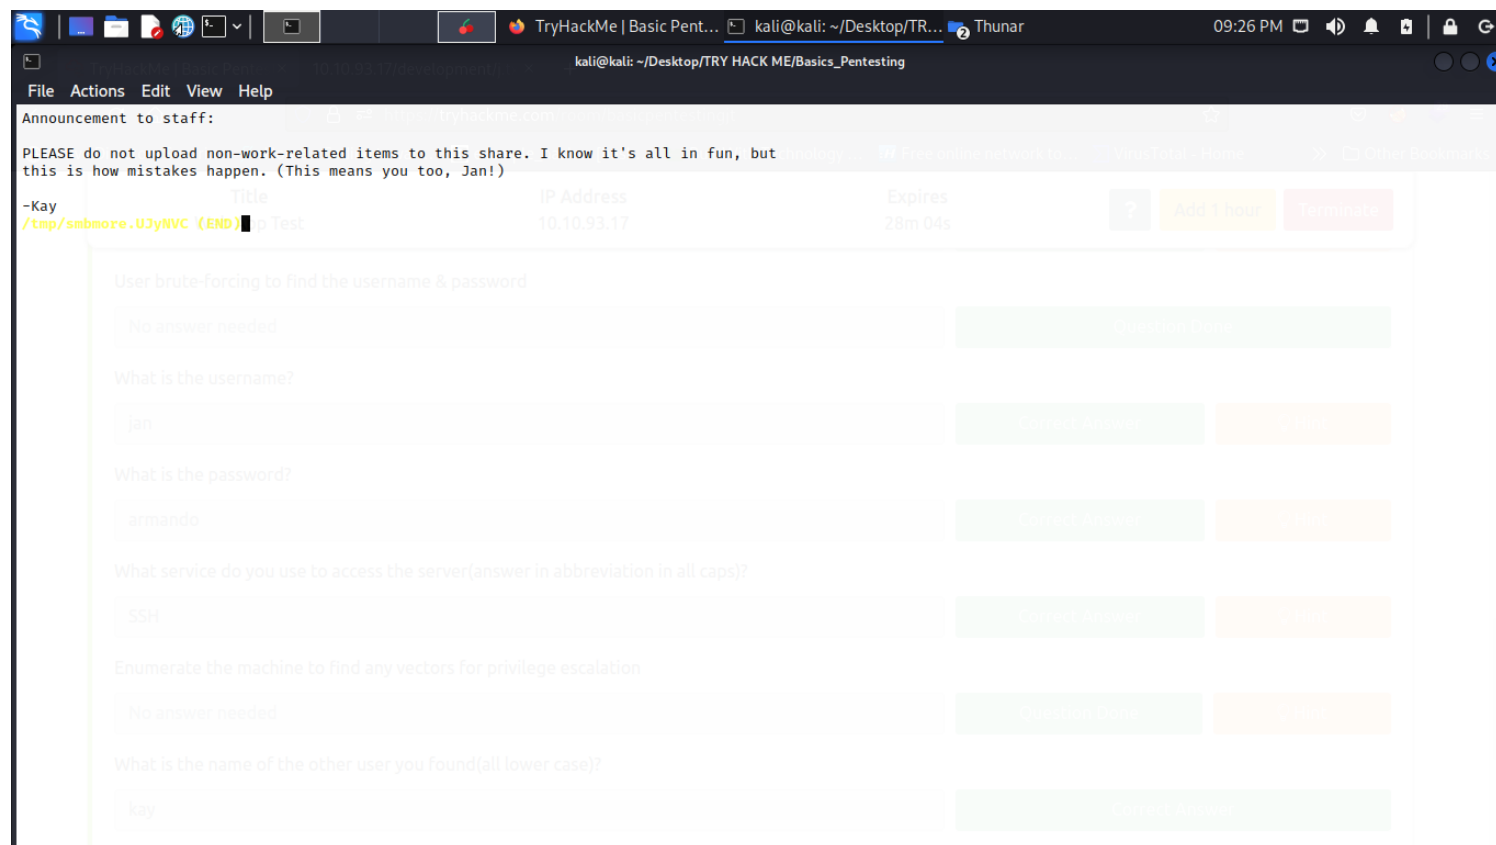 TryHackMe | Basic Pent...
kali@kali: ~/Desktop/TR...
2
Thunar
09:26 PM
kali@kali: ~/Desktop/TRY HACK ME/Basics_Pentesting
File Actions Edit View Help
Announcement to staff:
PLEASE do not upload non-work-related items to this share. I know it's all in fun, but
this is how mistakes happen. (This means you too, Jan!)
-Kay
/tmp/smbmore.UJyNVC (END)
Title IP Address Expires
p Test 10.10.93.17 28m 04s
? Add 1 hour Terminate
User brute-forcing to find the username & password
No answer needed Question Done
What is the username?
jan Correct Answer
What is the password?
armando Correct Answer
What service do you use to access the server(answer in abbreviation in all caps)?
SSH Correct Answer
Enumerate the machine to find any vectors for privilege escalation
No answer needed Question Done
What is the name of the other user you found(all lower case)?
kay Correct Answer